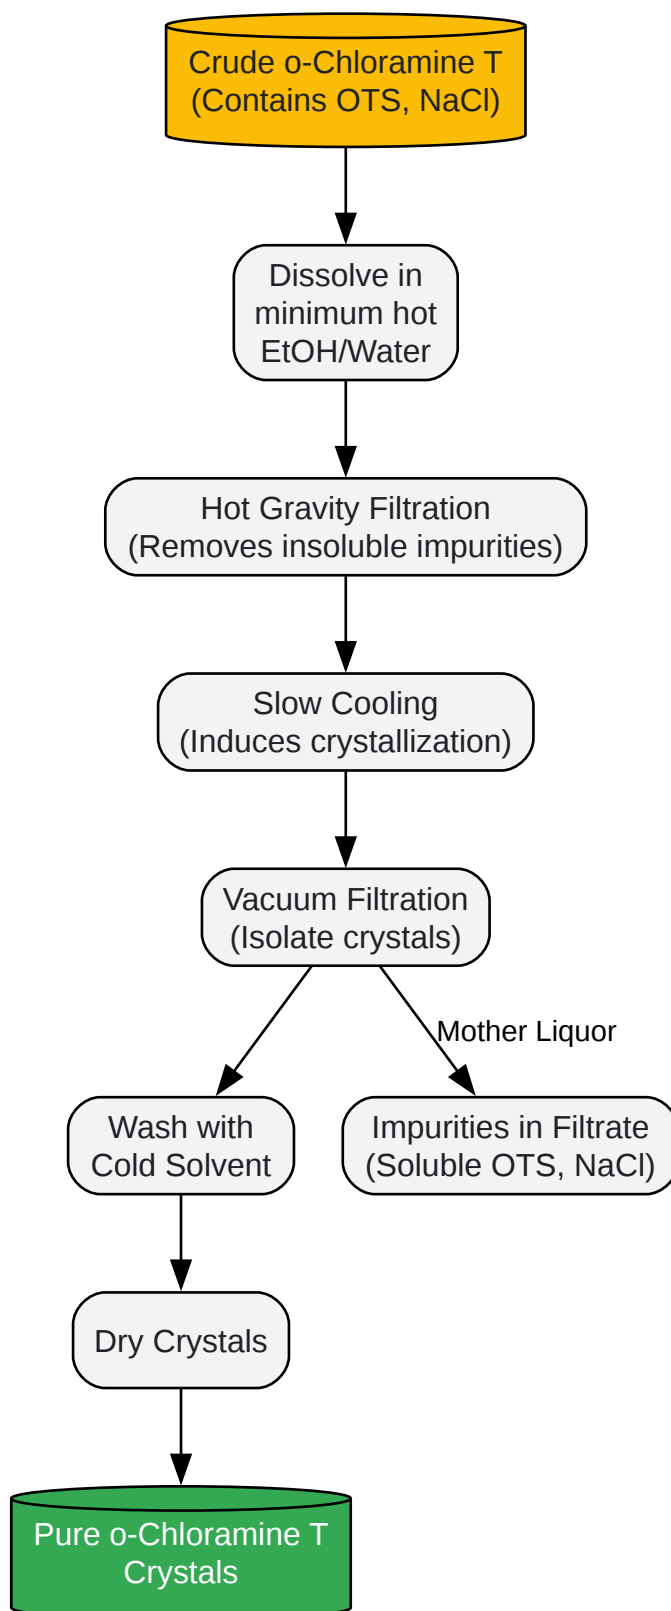 Crude o-Chloramine T
(Contains OTS, NaCl)
Dissolve in
minimum hot
EtOH/Water
Hot Gravity Filtration
(Removes insoluble impurities)
Slow Cooling
(Induces crystallization)
Vacuum Filtration
(Isolate crystals)
Mother Liquor
Wash with
Cold Solvent
Impurities in Filtrate
(Soluble OTS, NaCl)
Dry Crystals
Pure o-Chloramine T
Crystals